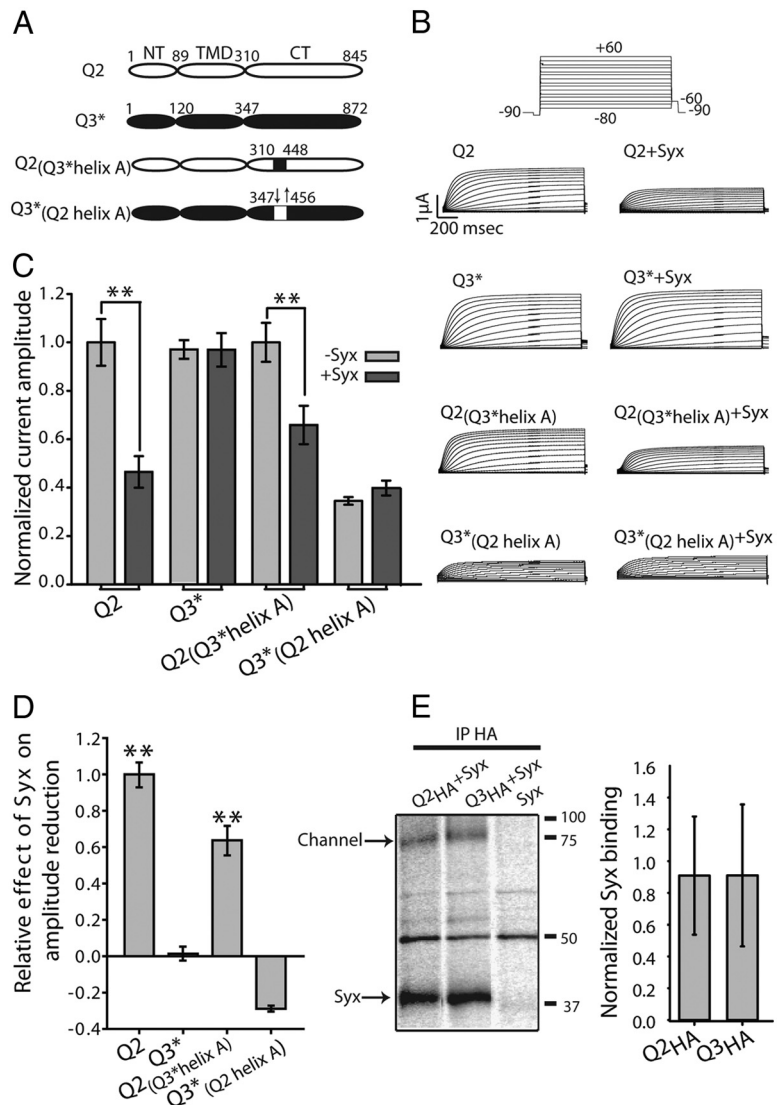 A
1 NT 89 TMD 310 CT 845
Q2
1 120 347 872
Q3*
310 448
Q2(Q3*helix A)
347 ↓ ↑ 456
Q3*(Q2 helix A)
B
+60
-90
-60
-90
-80
Q2
Q2+Syx
1μA
200 msec
Q3*
Q3*+Syx
Q2(Q3*helix A)
Q2(Q3*helix A)+Syx
Q3*(Q2 helix A)
Q3*(Q2 helix A)+Syx
C
Normalized current amplitude
1.2
1.0
0.8
0.6
0.4
0.2
0.0
**
**
-Syx
+Syx
Q2
Q3*
Q2(Q3*helix A)
Q3*(Q2 helix A)
D
Relative effect of Syx on
amplitude reduction
1.2
1.0
0.8
0.6
0.4
0.2
0.0
-0.2
-0.4
**
**
Q2
Q3*
Q2(Q3*helix A)
Q3*(Q2 helix A)
E
IP HA
Q2HA+Syx
Q3HA+Syx
Syx
Channel
Syx
100
75
50
37
Normalized Syx binding
1.6
1.4
1.2
1.0
0.8
0.6
0.4
0.2
0.0
Q2HA
Q3HA